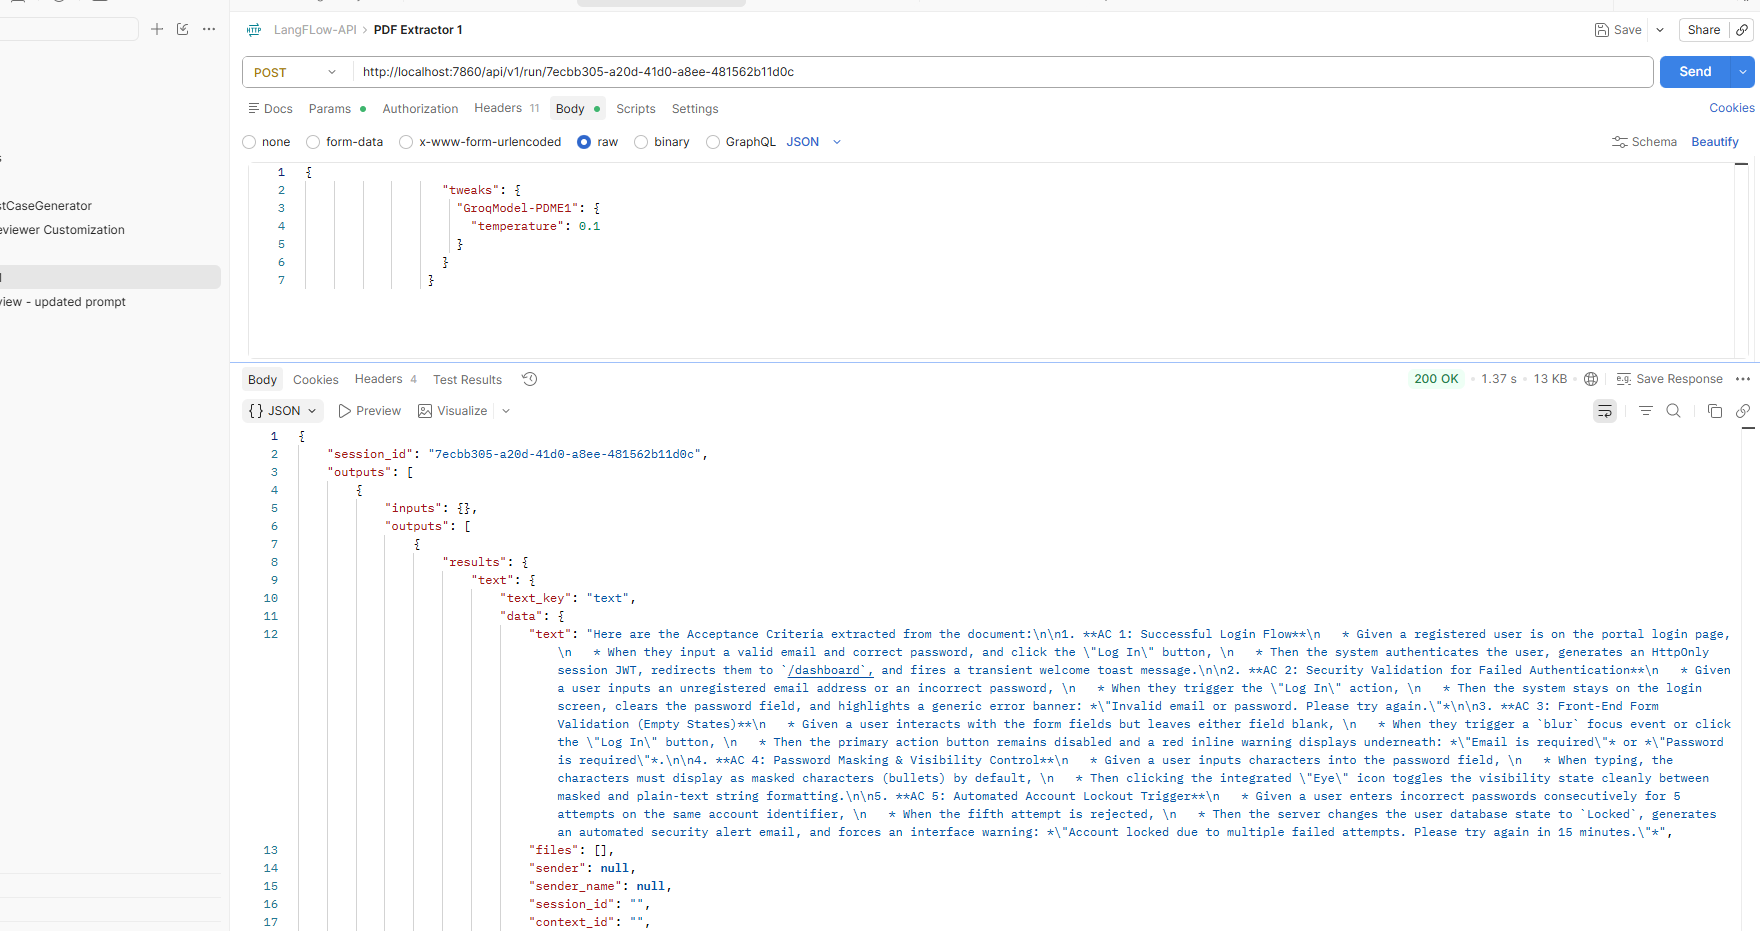 LangFLow-API > PDF Extractor 1
Save
Share
POST
http://localhost:7860/api/v1/run/7ecbb305-a20d-41d0-a8ee-481562b11d0c
Send
Docs Params Authorization Headers 11 Body Scripts Settings
Cookies
none form-data x-www-form-urlencoded raw binary GraphQL JSON
Schema Beautify
1 {
2 "tweaks": {
3 "GroqModel-PDME1": {
4 "temperature": 0.1
5 }
6 }
7 }
stCaseGenerator
eviewer Customization
view - updated prompt
Body Cookies Headers 4 Test Results
200 OK • 1.37 s • 13 KB • e.g. Save Response
{} JSON Preview Visualize
1 {
2 "session_id": "7ecbb305-a20d-41d0-a8ee-481562b11d0c",
3 "outputs": [
4 {
5 "inputs": {},
6 "outputs": [
7 {
8 "results": {
9 "text": {
10 "text_key": "text",
11 "data": {
12 "text": "Here are the Acceptance Criteria extracted from the document:\n\n1. **AC 1: Successful Login Flow**\n   * Given a registered user is on the portal login page,
\n   * When they input a valid email and correct password, and click the \"Log In\" button, \n   * Then the system authenticates the user, generates an HttpOnly
session JWT, redirects them to `/dashboard`, and fires a transient welcome toast message.\n\n2. **AC 2: Security Validation for Failed Authentication**\n   * Given
a user inputs an unregistered email address or an incorrect password, \n   * When they trigger the \"Log In\" action, \n   * Then the system stays on the login
screen, clears the password field, and highlights a generic error banner: *\"Invalid email or password. Please try again.\"*\n\n3. **AC 3: Front-End Form
Validation (Empty States)**\n   * Given a user interacts with the form fields but leaves either field blank, \n   * When they trigger a `blur` focus event or click
the \"Log In\" button, \n   * Then the primary action button remains disabled and a red inline warning displays underneath: *\"Email is required\"* or *\"Password
is required\"*.\n\n4. **AC 4: Password Masking & Visibility Control**\n   * Given a user inputs characters into the password field, \n   * When typing, the
characters must display as masked characters (bullets) by default, \n   * Then clicking the integrated \"Eye\" icon toggles the visibility state cleanly between
masked and plain-text string formatting.\n\n5. **AC 5: Automated Account Lockout Trigger**\n   * Given a user enters incorrect passwords consecutively for 5
attempts on the same account identifier, \n   * When the fifth attempt is rejected, \n   * Then the server changes the user database state to `Locked`, generates
an automated security alert email, and forces an interface warning: *\"Account locked due to multiple failed attempts. Please try again in 15 minutes.\"*",
13 "files": [],
14 "sender": null,
15 "sender_name": null,
16 "session_id": "",
17 "context_id": "",